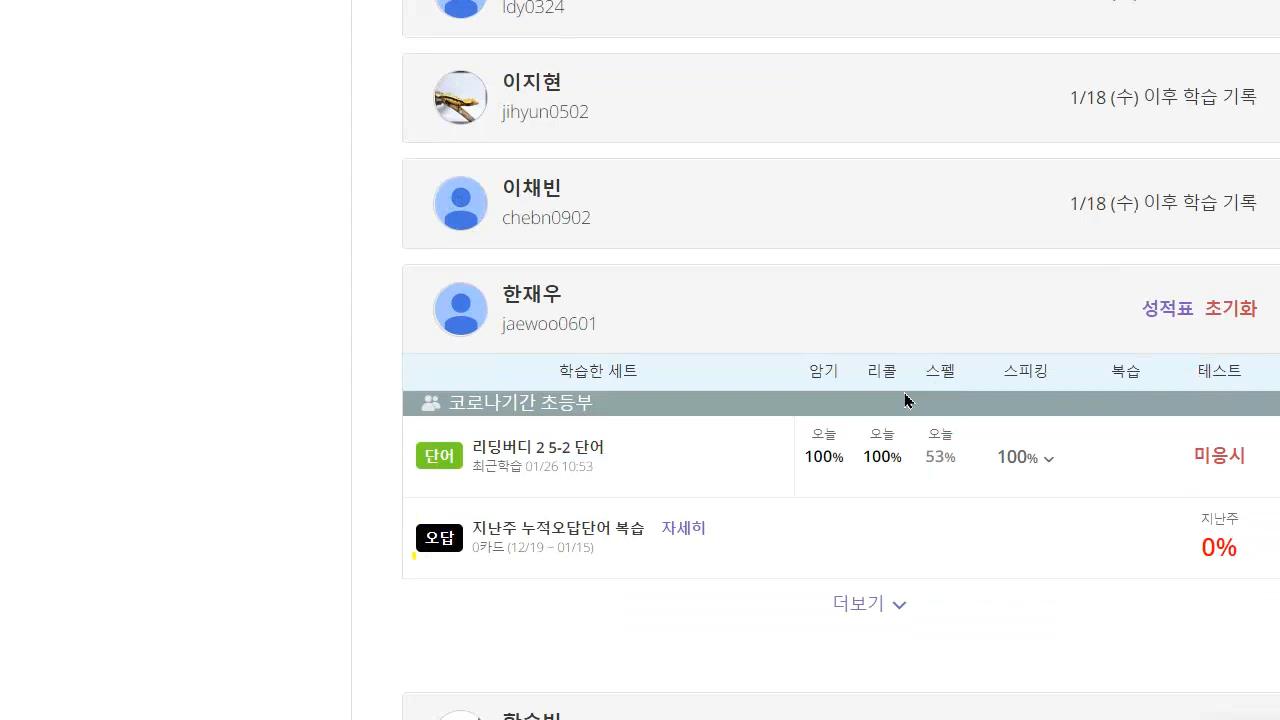 ldy0324
이지현
jihyun0502
1/18 (수) 이후 학습 기록
이채빈
chebn0902
1/18 (수) 이후 학습 기록
한재우
jaewoo0601
성적표 초기화
학습한 세트 암기 리콜 스펠 스피킹 복습 테스트
코로나기간 초등부
단어 리딩버디 2 5-2 단어
최근학습 01/26 10:53
오늘 오늘 오늘
100% 100% 53% 100% 미응시
오답 지난주 누적오답단어 복습 자세히
0카드 (12/19 ~ 01/15)
지난주
0%
더보기